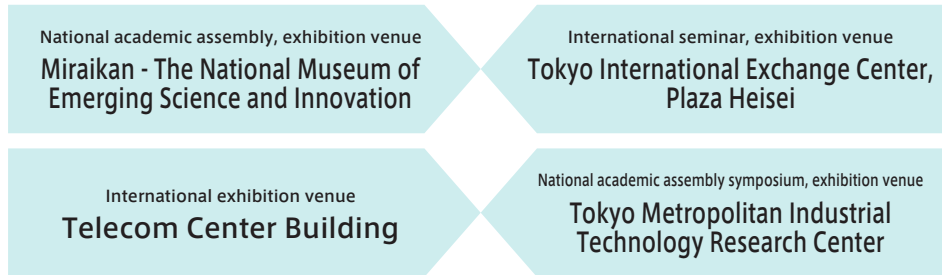 National academic assembly, exhibition venue
Miraikan - The National Museum of
Emerging Science and Innovation
International seminar, exhibition venue
Tokyo International Exchange Center,
Plaza Heisei
International exhibition venue
Telecom Center Building
National academic assembly symposium, exhibition venue
Tokyo Metropolitan Industrial
Technology Research Center